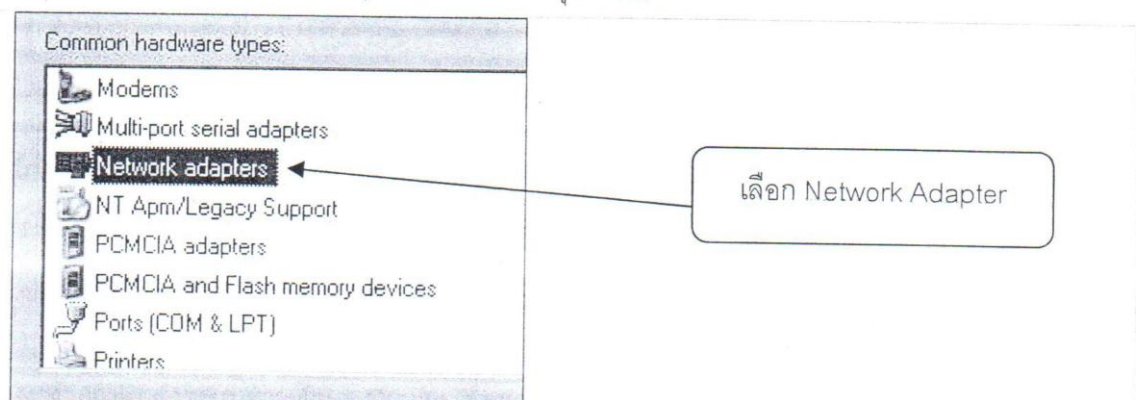 Common hardware types:
Modems
Multi-port serial adapters
Network adapters
NT Apm/Legacy Support
PCMCIA adapters
PCMCIA and Flash memory devices
Ports (COM & LPT)
Printers
เลือก Network Adapter